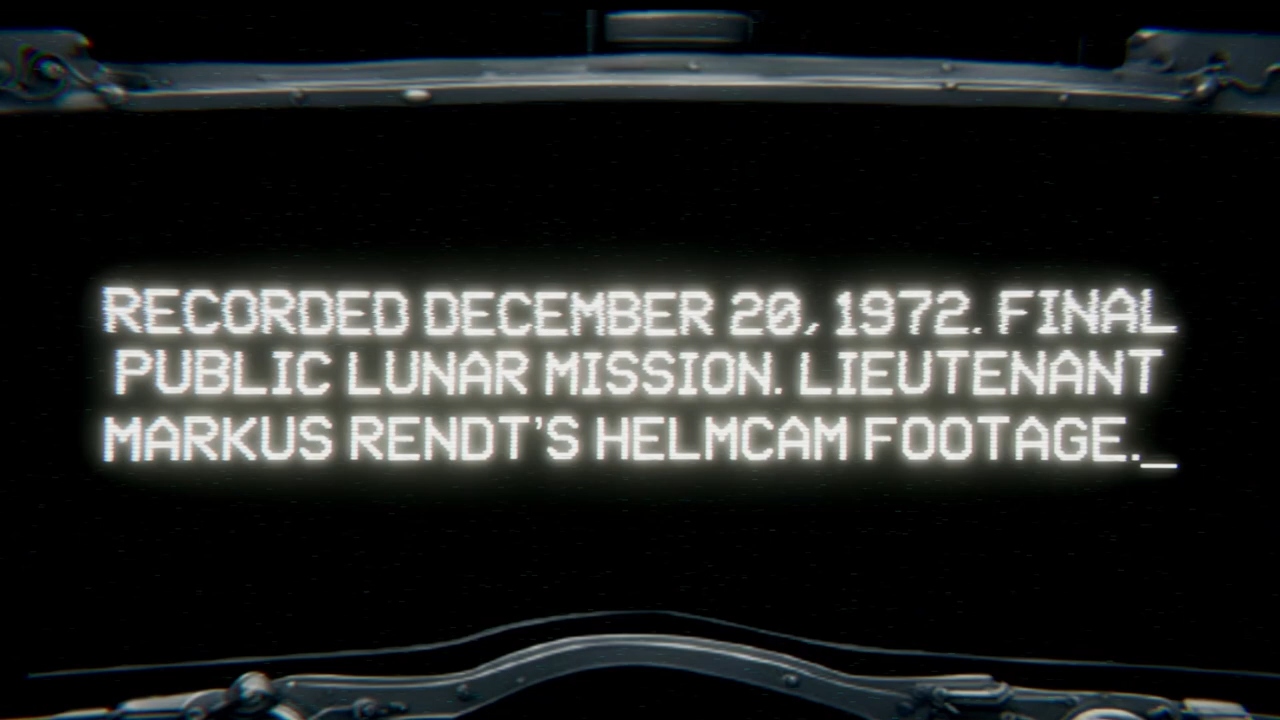 RECORDED DECEMBER 20, 1972. FINAL
PUBLIC LUNAR MISSION. LIEUTENANT
MARKUS RENDT'S HELMCAM FOOTAGE._